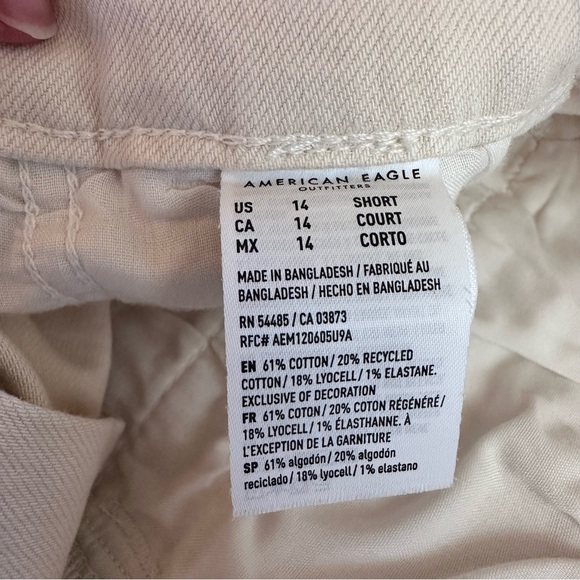 AMERICAN EAGLE
OUTFITTERS
US 14 SHORT
CA 14 COURT
MX 14 CORTO
MADE IN BANGLADESH / FABRIQUÉ AU
BANGLADESH / HECHO EN BANGLADESH
RN 54485 / CA 03873
RFC# AEM120605U9A
EN 61% COTTON / 20% RECYCLED
COTTON / 18% LYOCELL / 1% ELASTANE.
EXCLUSIVE OF DECORATION
FR 61% COTON / 20% COTON RÉGÉNÉRÉ /
18% LYOCELL / 1% ÉLASTHANNE. À
L'EXCEPTION DE LA GARNITURE
SP 61% algodón / 20% algodón
reciclado / 18% lyocell / 1% elastano